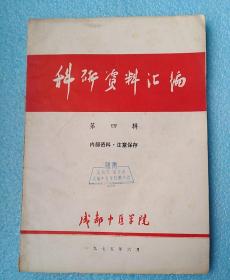 科研资料汇编
第四辑
内部资料·注意保存
成都中医学院
一九七五年六月